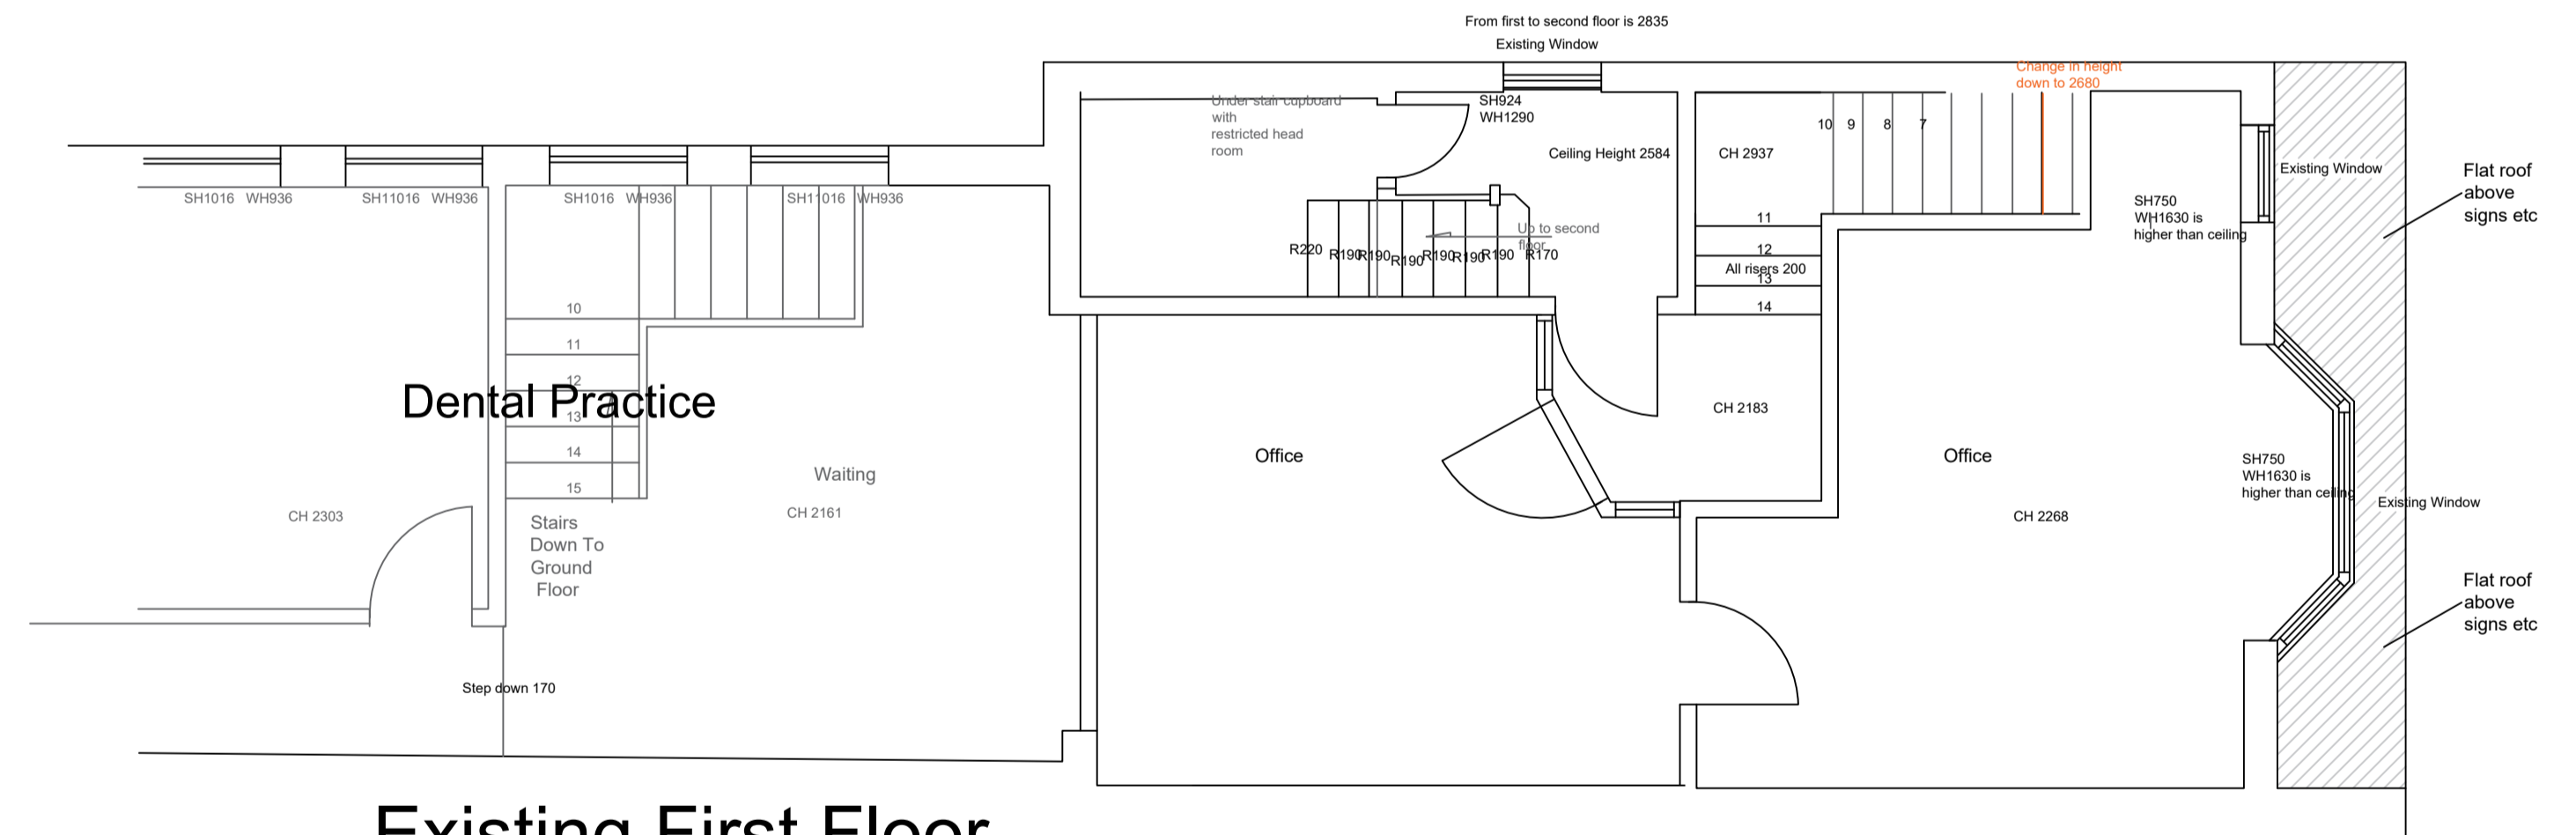 From first to second floor is 2835
Existing Window
Change in height
down to 2680
Under stair cupboard
with
restricted head
room
SH924
WH1290
Ceiling Height 2584
CH 2937
10 9 8 7
Existing Window
Flat roof
above
signs etc
SH1016 WH936
SH11016 WH936
SH1016 WH936
SH11016 WH936
SH750
WH1630 is
higher than ceiling
Up to second
floor
R220 R190 R190 R190 R190 R190 R190 R170
11
12
All risers 200
13
14
10
11
12
13
14
15
Dental Practice
CH 2183
Office
Office
Waiting
CH 2161
CH 2303
Stairs
Down To
Ground
Floor
SH750
WH1630 is
higher than ceiling
Existing Window
CH 2268
Flat roof
above
signs etc
Step down 170
Existing First Floor